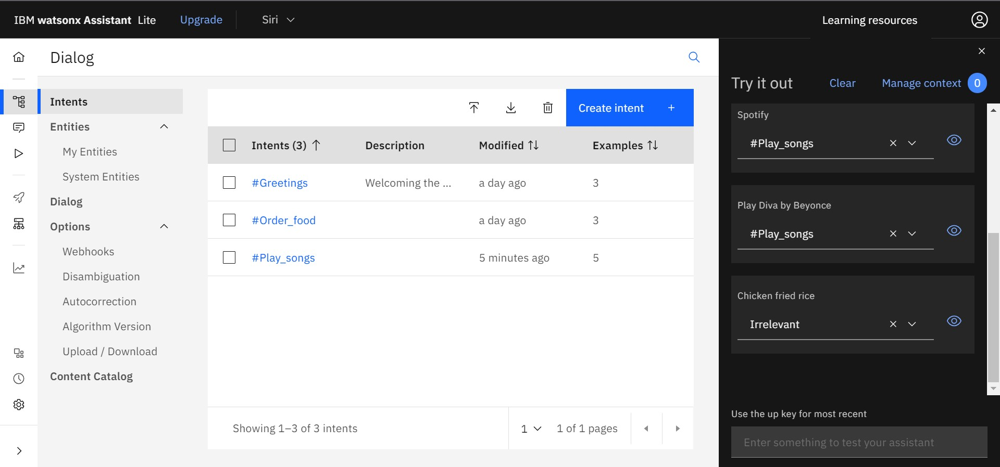 IBM watsonx Assistant Lite Upgrade Siri Learning resources
Dialog
Intents
Entities
My Entities
System Entities
Dialog
Options
Webhooks
Disambiguation
Autocorrection
Algorithm Version
Upload / Download
Content Catalog
Create intent +
Intents (3) Description Modified Examples
#Greetings Welcoming the ... a day ago 3
#Order_food a day ago 3
#Play_songs 5 minutes ago 5
Showing 1–3 of 3 intents 1 1 of 1 pages
Try it out Clear Manage context 0
Spotify
#Play_songs
Play Diva by Beyonce
#Play_songs
Chicken fried rice
Irrelevant
Use the up key for most recent
Enter something to test your assistant